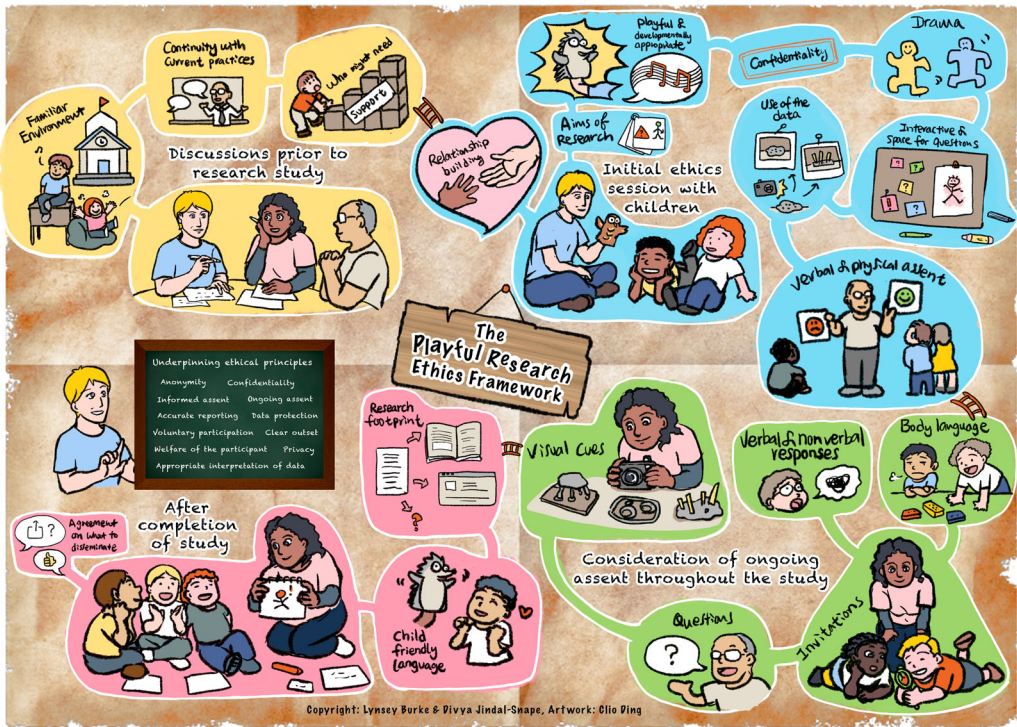 Familiar
Environment
Continuity with
current practices
Who might need
support
Discussions prior to
research study
Relationship
building
Playful &
developmentally
appropriate
Confidentiality
Drama
Aims of
Research
Use of the
data
Interactive &
space for questions
Initial ethics
session with
children
Verbal & physical assent
The
Playful Research
Ethics Framework
Underpinning ethical principles
Anonymity Confidentiality
Informed assent Ongoing assent
Accurate reporting Data protection
Voluntary participation Clear outset
Welfare of the participant Privacy
Appropriate interpretation of data
Research
footprint
Visual Cues
Verbal & nonverbal
responses
Body language
Consideration of ongoing
assent throughout the study
Questions
?
Invitations
After
completion
of study
Agreement
on what to
disseminate
?
Child
friendly
language
Copyright: Lynsey Burke & Divya Jindal-Snape, Artwork: Clio Ding